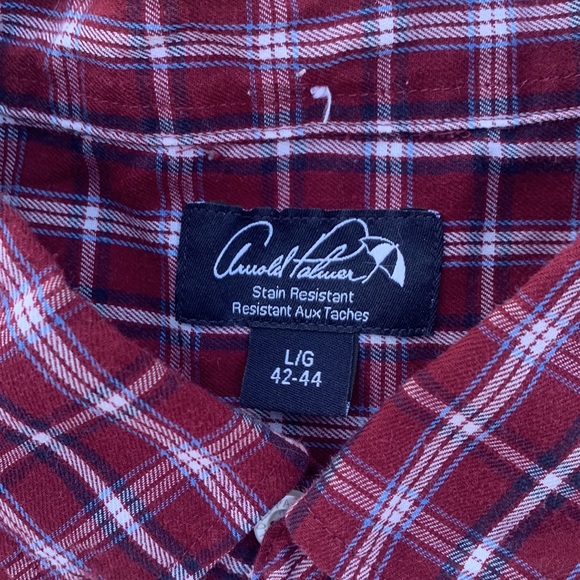 Arnold Palmer
Stain Resistant
Resistant Aux Taches
L/G
42-44